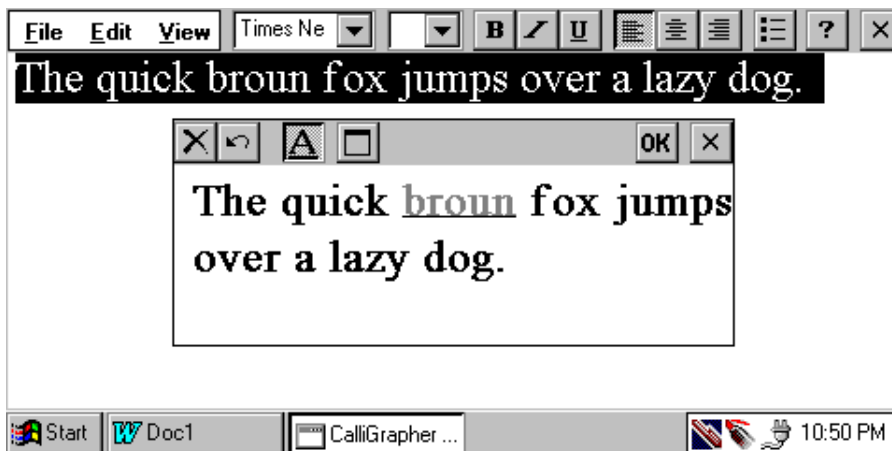 File Edit View Times Ne B I U ? ×
The quick broun fox jumps over a lazy dog.
A OK ×
The quick broun fox jumps
over a lazy dog.
Start Doc1 CalliGrapher ... 10:50 PM